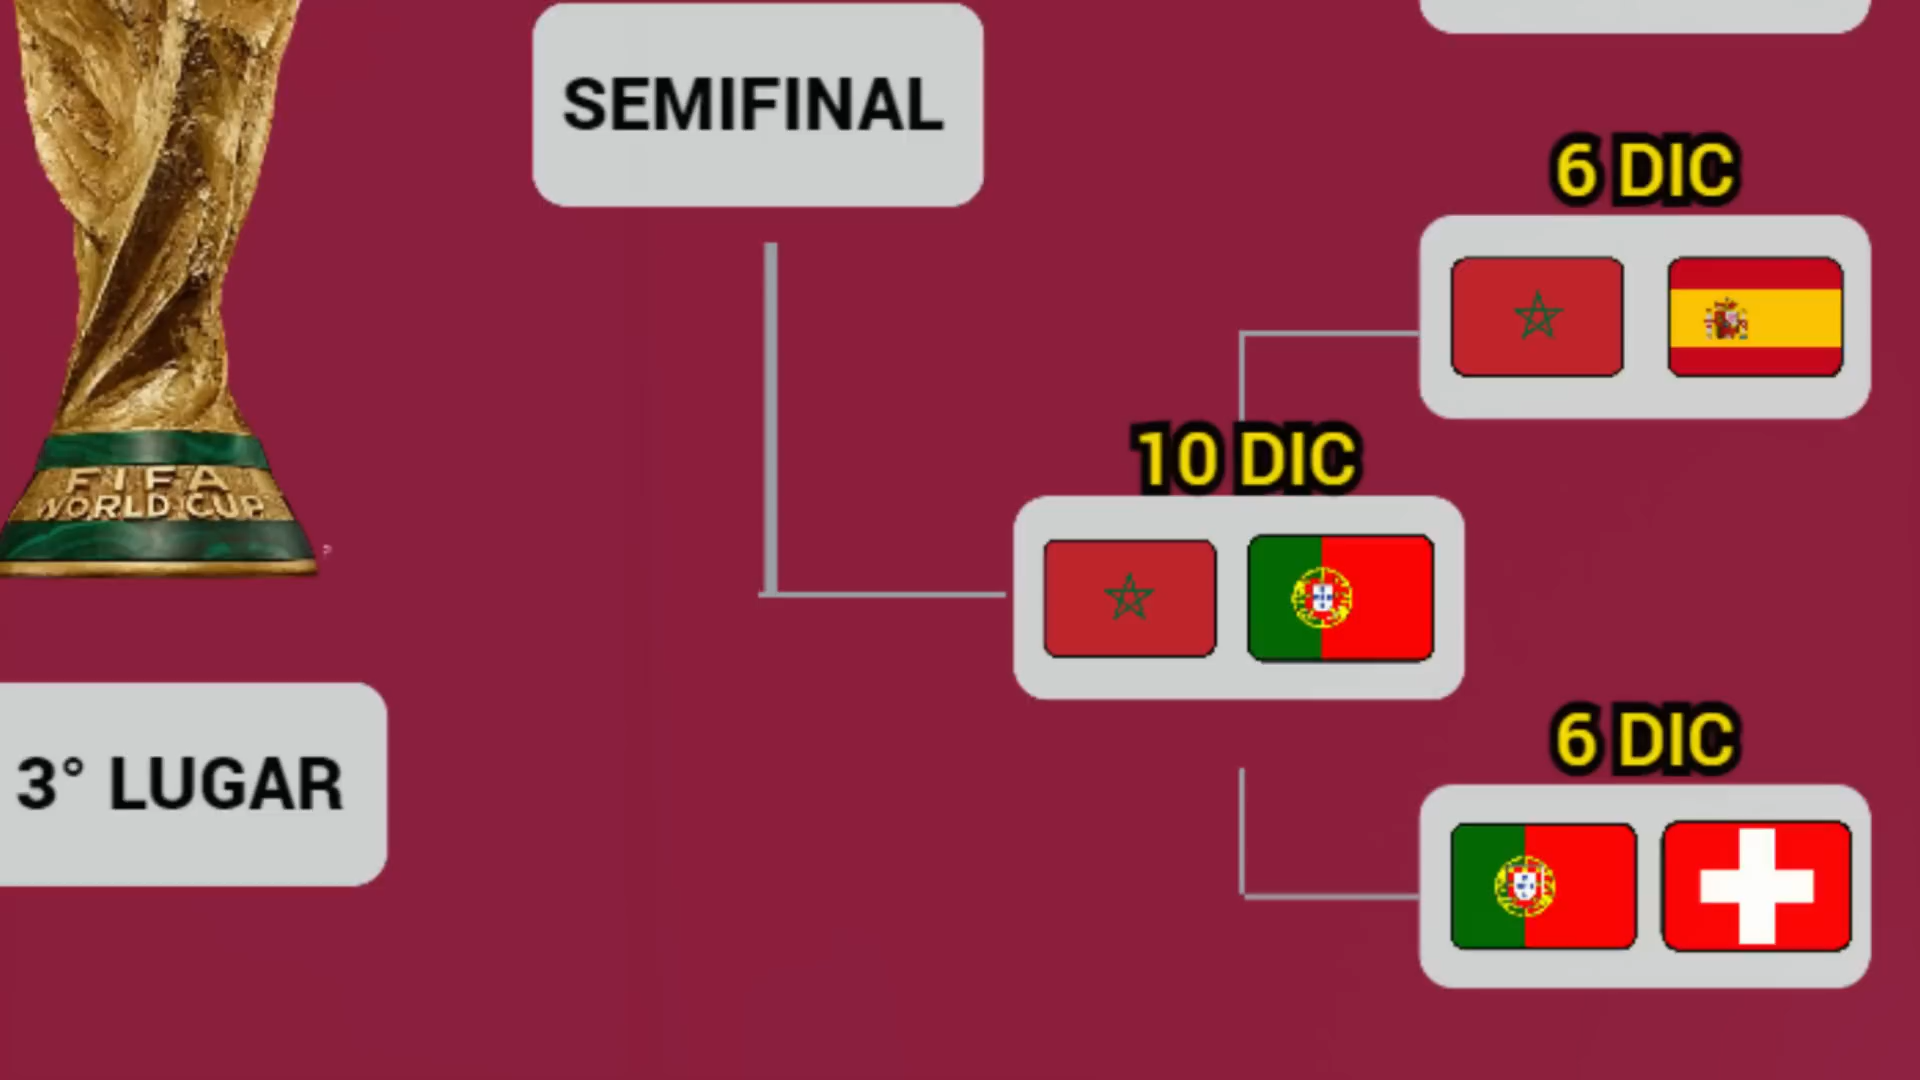 SEMIFINAL
6 DIC
10 DIC
FIFA
WORLD CUP
6 DIC
3° LUGAR